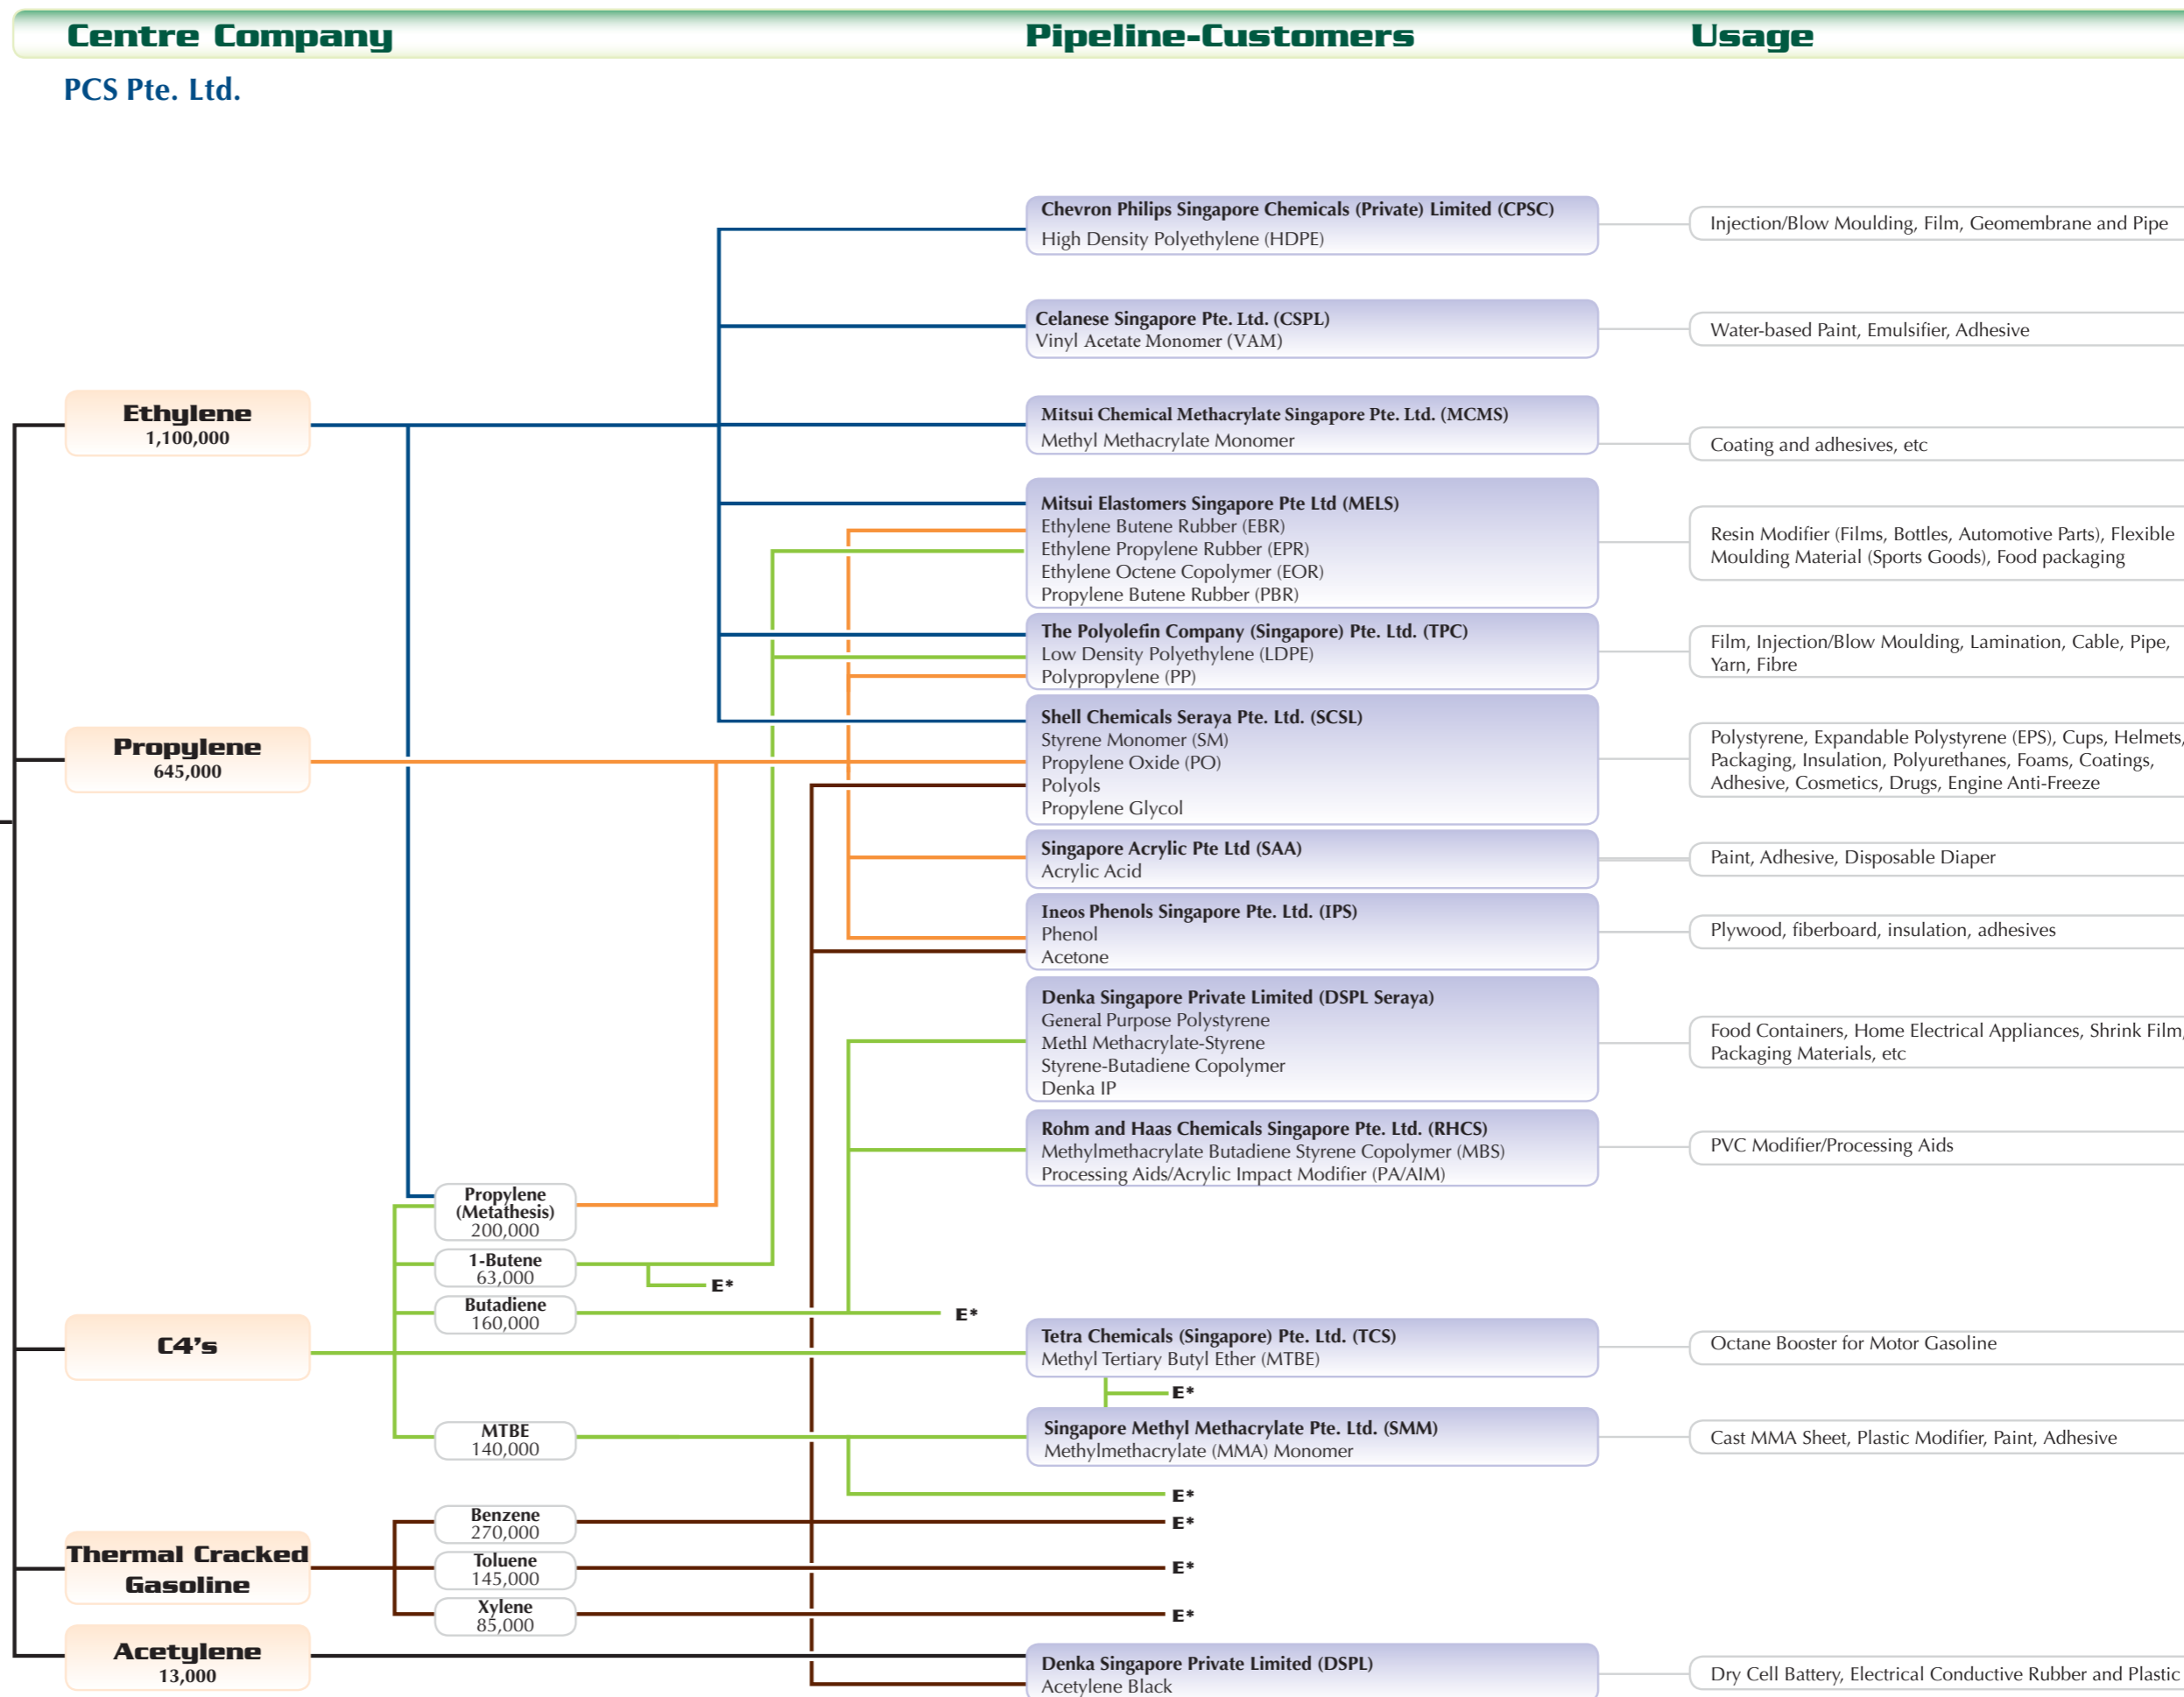 Centre Company
Pipeline-Customers
Usage
PCS Pte. Ltd.
Chevron Philips Singapore Chemicals (Private) Limited (CPSC)
High Density Polyethylene (HDPE)
Injection/Blow Moulding, Film, Geomembrane and Pipe
Celanese Singapore Pte. Ltd. (CSPL)
Vinyl Acetate Monomer (VAM)
Water-based Paint, Emulsifier, Adhesive
Ethylene
1,100,000
Mitsui Chemical Methacrylate Singapore Pte. Ltd. (MCMS)
Methyl Methacrylate Monomer
Coating and adhesives, etc
Mitsui Elastomers Singapore Pte Ltd (MELS)
Ethylene Butene Rubber (EBR)
Ethylene Propylene Rubber (EPR)
Ethylene Octene Copolymer (EOR)
Propylene Butene Rubber (PBR)
Resin Modifier (Films, Bottles, Automotive Parts), Flexible
Moulding Material (Sports Goods), Food packaging
The Polyolefin Company (Singapore) Pte. Ltd. (TPC)
Low Density Polyethylene (LDPE)
Polypropylene (PP)
Film, Injection/Blow Moulding, Lamination, Cable, Pipe,
Yarn, Fibre
Propylene
645,000
Shell Chemicals Seraya Pte. Ltd. (SCSL)
Styrene Monomer (SM)
Propylene Oxide (PO)
Polyols
Propylene Glycol
Polystyrene, Expandable Polystyrene (EPS), Cups, Helmets,
Packaging, Insulation, Polyurethanes, Foams, Coatings,
Adhesive, Cosmetics, Drugs, Engine Anti-Freeze
Singapore Acrylic Pte Ltd (SAA)
Acrylic Acid
Paint, Adhesive, Disposable Diaper
Ineos Phenols Singapore Pte. Ltd. (IPS)
Phenol
Acetone
Plywood, fiberboard, insulation, adhesives
Denka Singapore Private Limited (DSPL Seraya)
General Purpose Polystyrene
Methl Methacrylate-Styrene
Styrene-Butadiene Copolymer
Denka IP
Food Containers, Home Electrical Appliances, Shrink Film,
Packaging Materials, etc
Rohm and Haas Chemicals Singapore Pte. Ltd. (RHCS)
Methylmethacrylate Butadiene Styrene Copolymer (MBS)
Processing Aids/Acrylic Impact Modifier (PA/AIM)
PVC Modifier/Processing Aids
Propylene
(Metathesis)
200,000
1-Butene
63,000
E*
Butadiene
160,000
E*
C4's
Tetra Chemicals (Singapore) Pte. Ltd. (TCS)
Methyl Tertiary Butyl Ether (MTBE)
Octane Booster for Motor Gasoline
E*
MTBE
140,000
Singapore Methyl Methacrylate Pte. Ltd. (SMM)
Methylmethacrylate (MMA) Monomer
Cast MMA Sheet, Plastic Modifier, Paint, Adhesive
E*
Thermal Cracked
Gasoline
Benzene
270,000
E*
Toluene
145,000
E*
Xylene
85,000
E*
Acetylene
13,000
Denka Singapore Private Limited (DSPL)
Acetylene Black
Dry Cell Battery, Electrical Conductive Rubber and Plastic